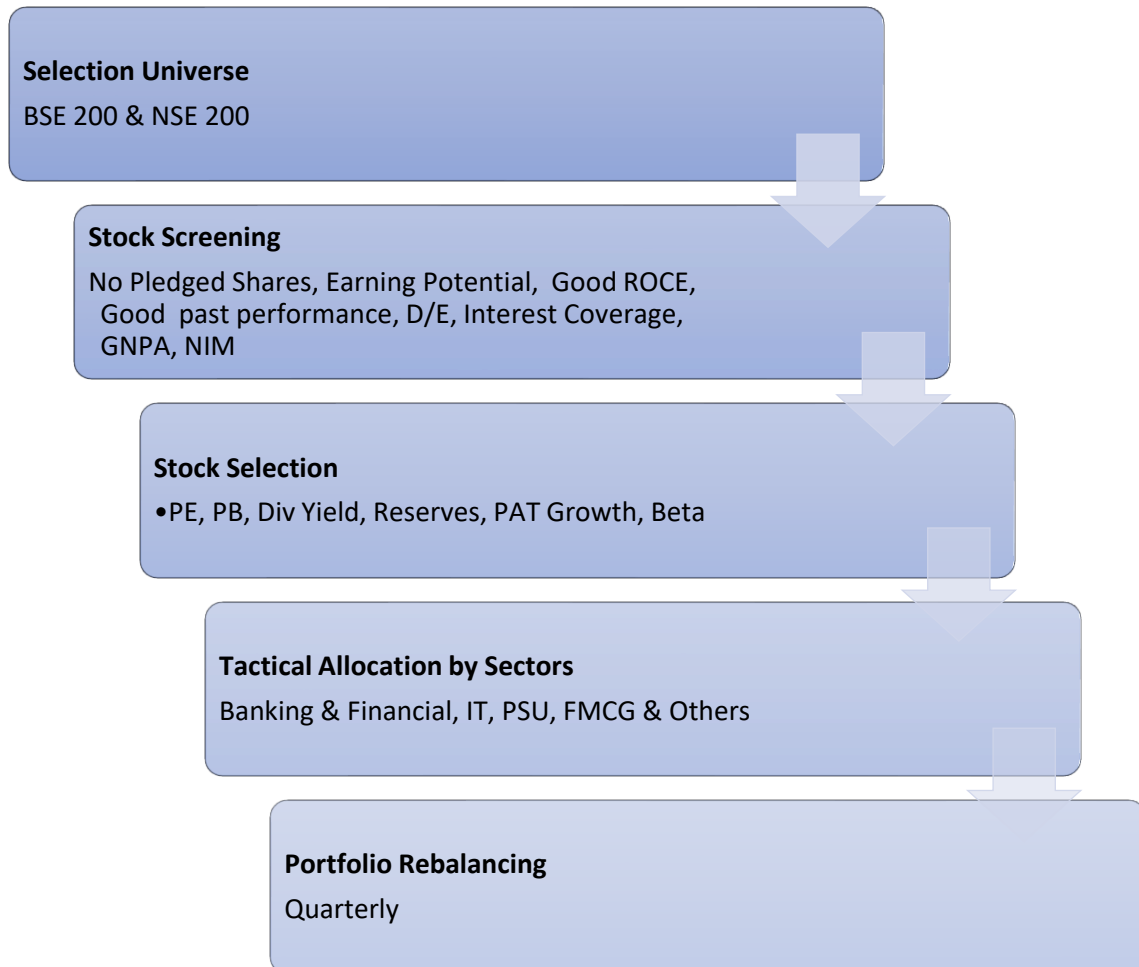 Selection Universe
BSE 200 & NSE 200
Stock Screening
No Pledged Shares, Earning Potential, Good ROCE,
Good past performance, D/E, Interest Coverage,
GNPA, NIM
Stock Selection
•PE, PB, Div Yield, Reserves, PAT Growth, Beta
Tactical Allocation by Sectors
Banking & Financial, IT, PSU, FMCG & Others
Portfolio Rebalancing
Quarterly